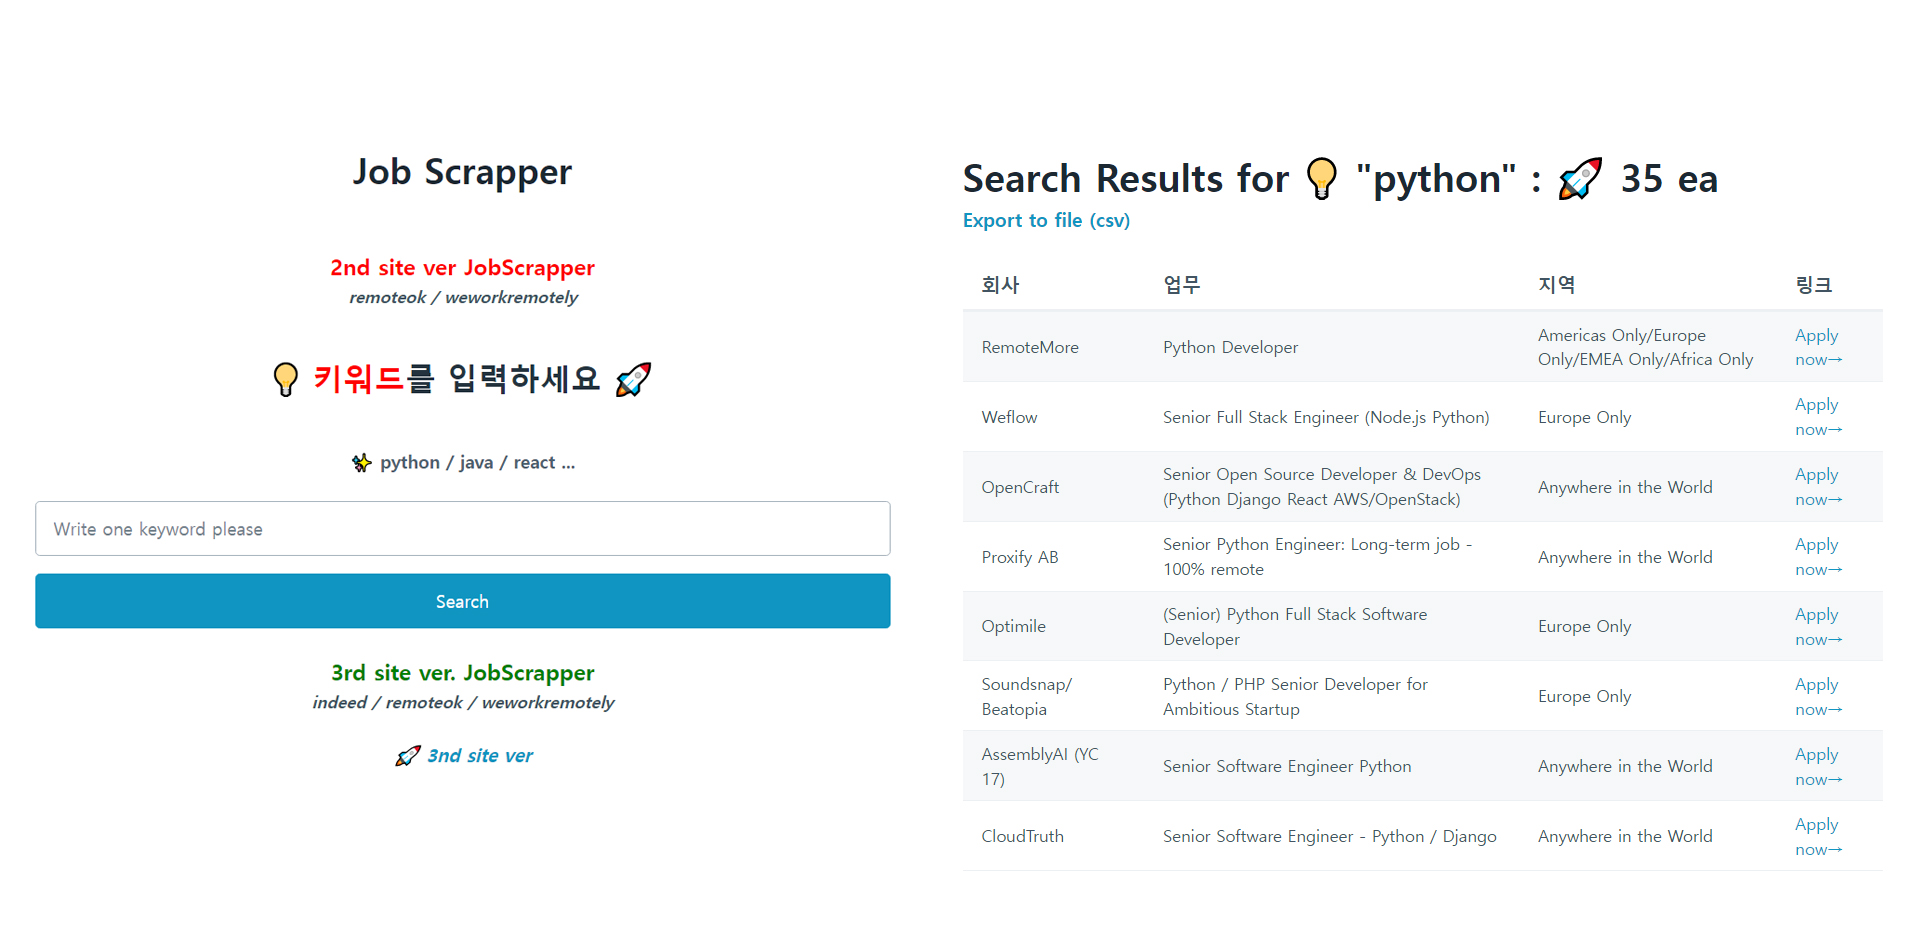 Job Scrapper
2nd site ver JobScrapper
remoteok / weworkremotely
💡 키워드를 입력하세요 🚀
✨ python / java / react ...
Write one keyword please
Search
3rd site ver. JobScrapper
indeed / remoteok / weworkremotely
🚀 3nd site ver
Search Results for 💡 "python" : 🚀 35 ea
Export to file (csv)
회사 업무 지역 링크
RemoteMore Python Developer Americas Only/Europe Only/EMEA Only/Africa Only Apply now→
Weflow Senior Full Stack Engineer (Node.js Python) Europe Only Apply now→
OpenCraft Senior Open Source Developer & DevOps (Python Django React AWS/OpenStack) Anywhere in the World Apply now→
Proxify AB Senior Python Engineer: Long-term job - 100% remote Anywhere in the World Apply now→
Optimile (Senior) Python Full Stack Software Developer Europe Only Apply now→
Soundsnap/ Beatopia Python / PHP Senior Developer for Ambitious Startup Europe Only Apply now→
AssemblyAI (YC 17) Senior Software Engineer Python Anywhere in the World Apply now→
CloudTruth Senior Software Engineer - Python / Django Anywhere in the World Apply now→